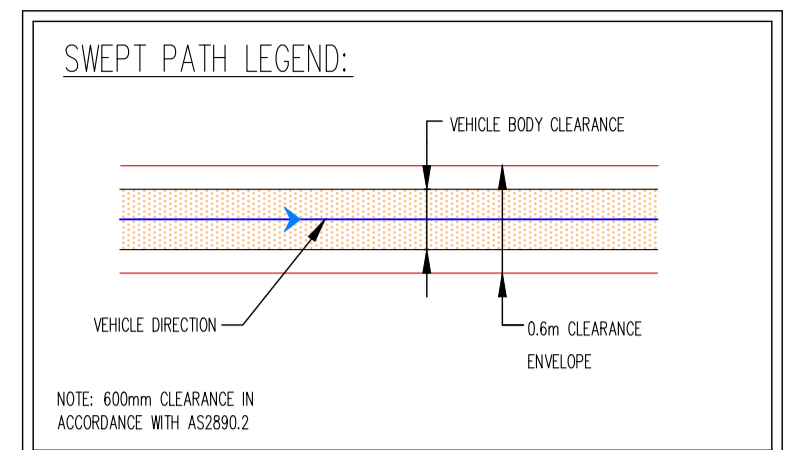 SWEPT PATH LEGEND:
VEHICLE BODY CLEARANCE
VEHICLE DIRECTION
0.6m CLEARANCE
ENVELOPE
NOTE: 600mm CLEARANCE IN
ACCORDANCE WITH AS2890.2